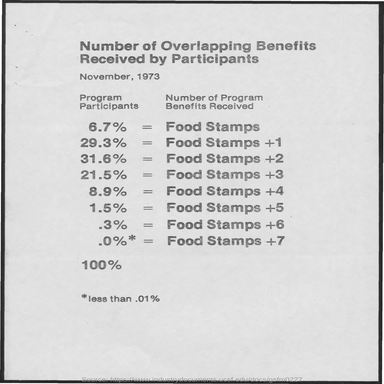 Number of Overlapping Benefits
Received by Participants
November, 1973
Program Number of Program
Participants Benefits Received
6.7% = Food Stamps
29.3% = Food Stamps +1
31.6% = Food Stamps +2
21.5% = Food Stamps +3
8.9% = Food Stamps +4
1.5% = Food Stamps +5
.3% = Food Stamps +6
.0%* = Food Stamps +7
100%
*less than .01%